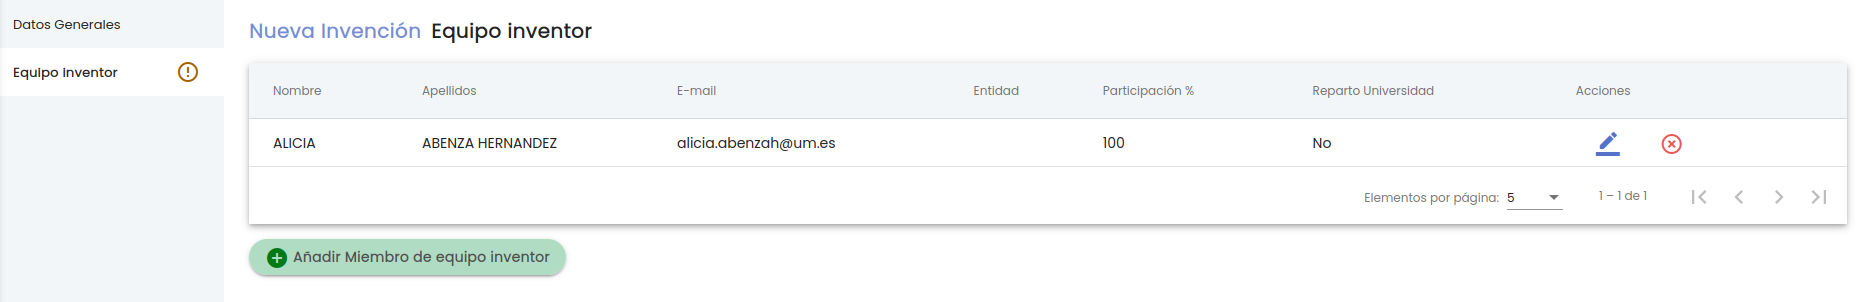 Datos Generales
Equipo inventor
Nueva Invención Equipo inventor
Nombre Apellidos E-mail Entidad Participación % Reparto Universidad Acciones
ALICIA ABENZA HERNANDEZ alicia.abenzah@um.es 100 No
Elementos por página: 5 1 – 1 de 1
Añadir Miembro de equipo inventor